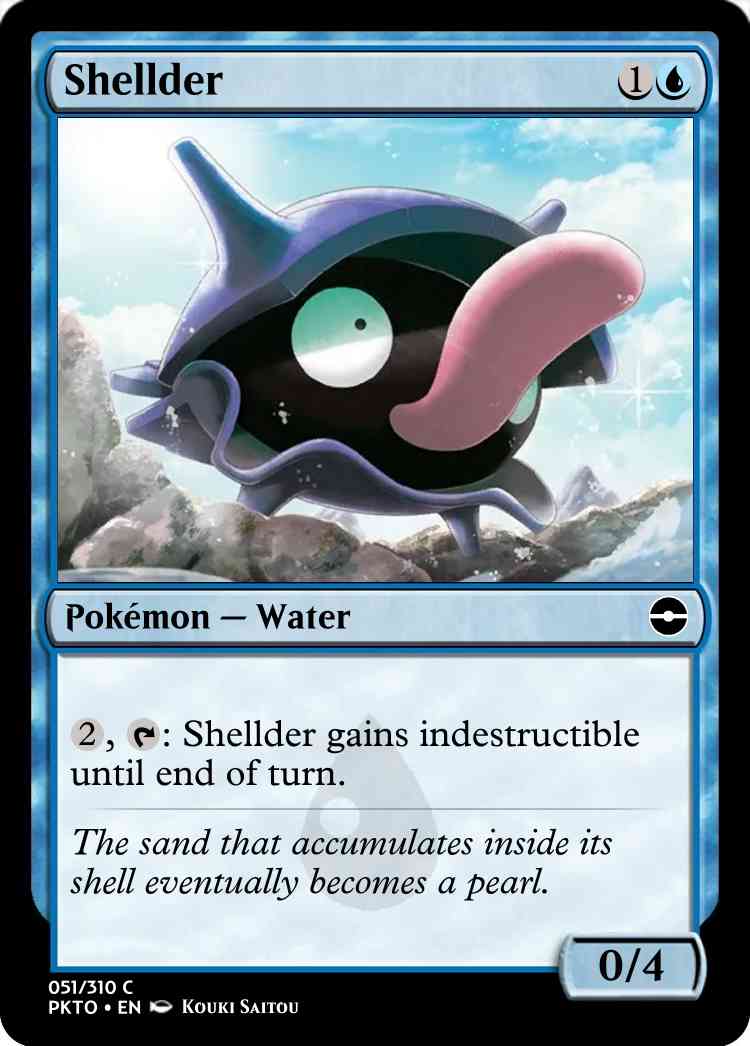 Shellder 1
Pokémon — Water
2, : Shellder gains indestructible
until end of turn.
The sand that accumulates inside its
shell eventually becomes a pearl.
0/4
051/310 C
PKTO • EN Kouki Saitou